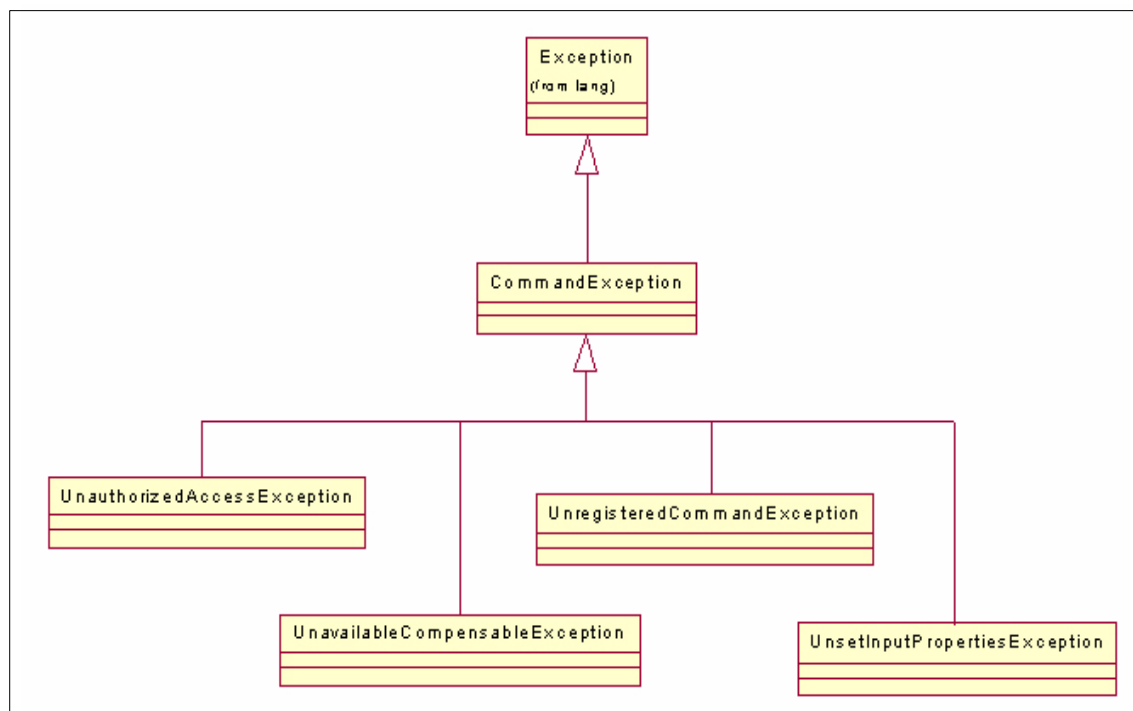 Exception
(from lang)
CommandException
UnauthorizedAccessException
UnregisteredCommandException
UnavailableCompensableException
UnsetInputPropertiesException